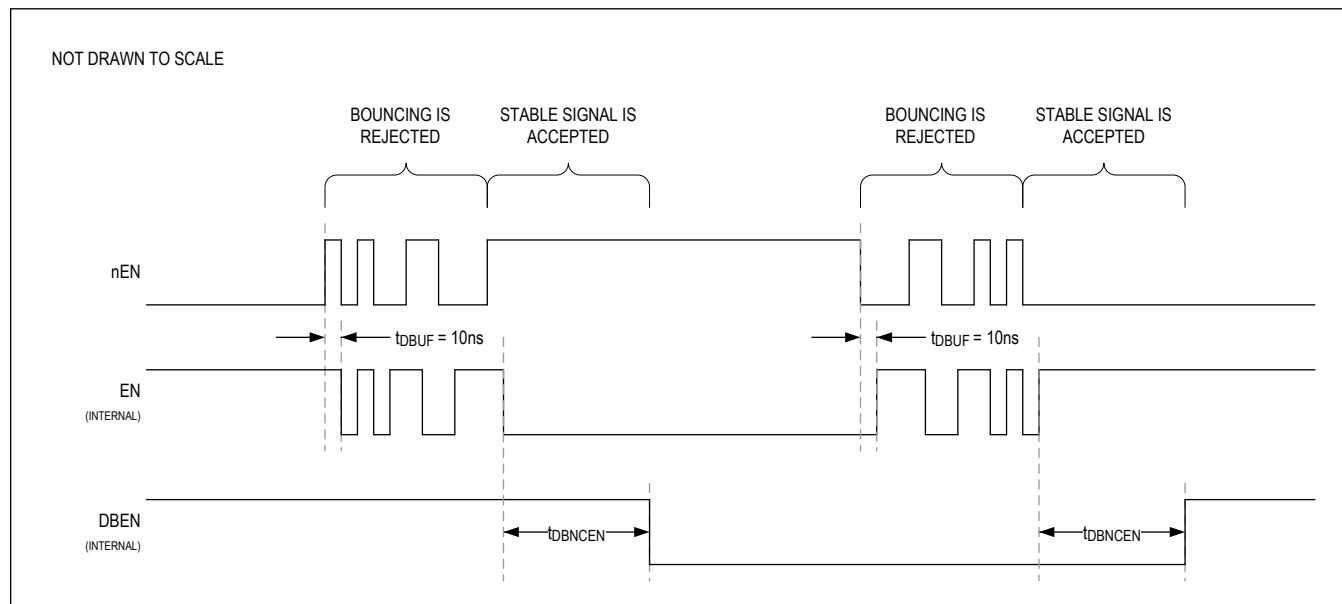 NOT DRAWN TO SCALE
BOUNCING IS
REJECTED
STABLE SIGNAL IS
ACCEPTED
BOUNCING IS
REJECTED
STABLE SIGNAL IS
ACCEPTED
nEN
tDBUF = 10ns
tDBUF = 10ns
EN
(INTERNAL)
DBEN
(INTERNAL)
tDBNCEN
tDBNCEN